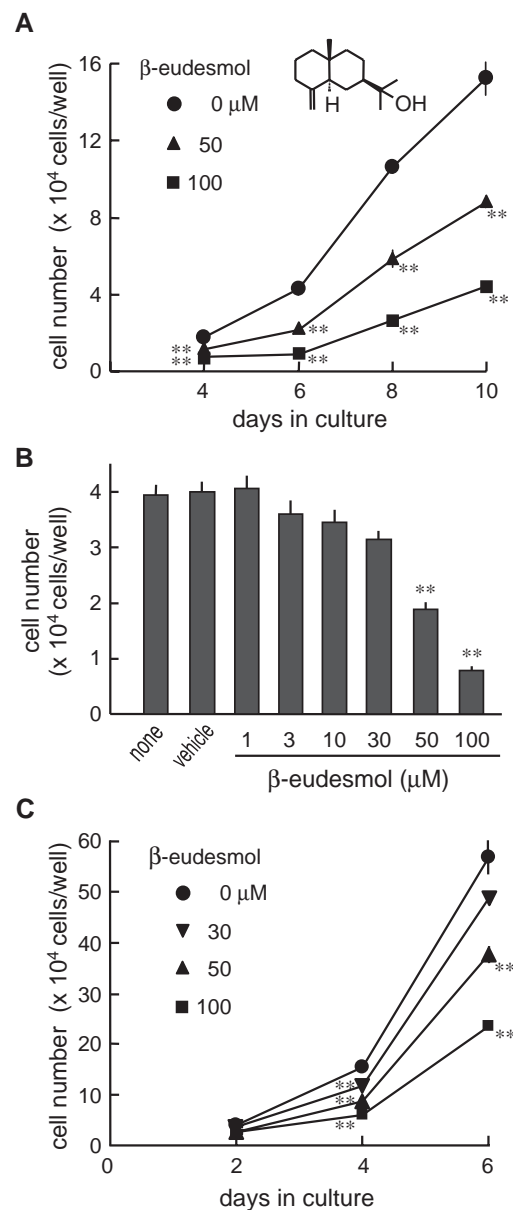 A
β-eudesmol
0 μM
50
100
H
OH
16
12
8
4
0
cell number (x 10⁴ cells/well)
**
**
**
**
**
**
**
**
4 6 8 10
days in culture
B
4
3
2
1
0
cell number
(x 10⁴ cells/well)
**
**
none vehicle 1 3 10 30 50 100
β-eudesmol (μM)
C
β-eudesmol
0 μM
30
50
100
60
50
40
30
20
10
0
cell number (x 10⁴ cells/well)
**
**
**
**
**
0 2 4 6
days in culture